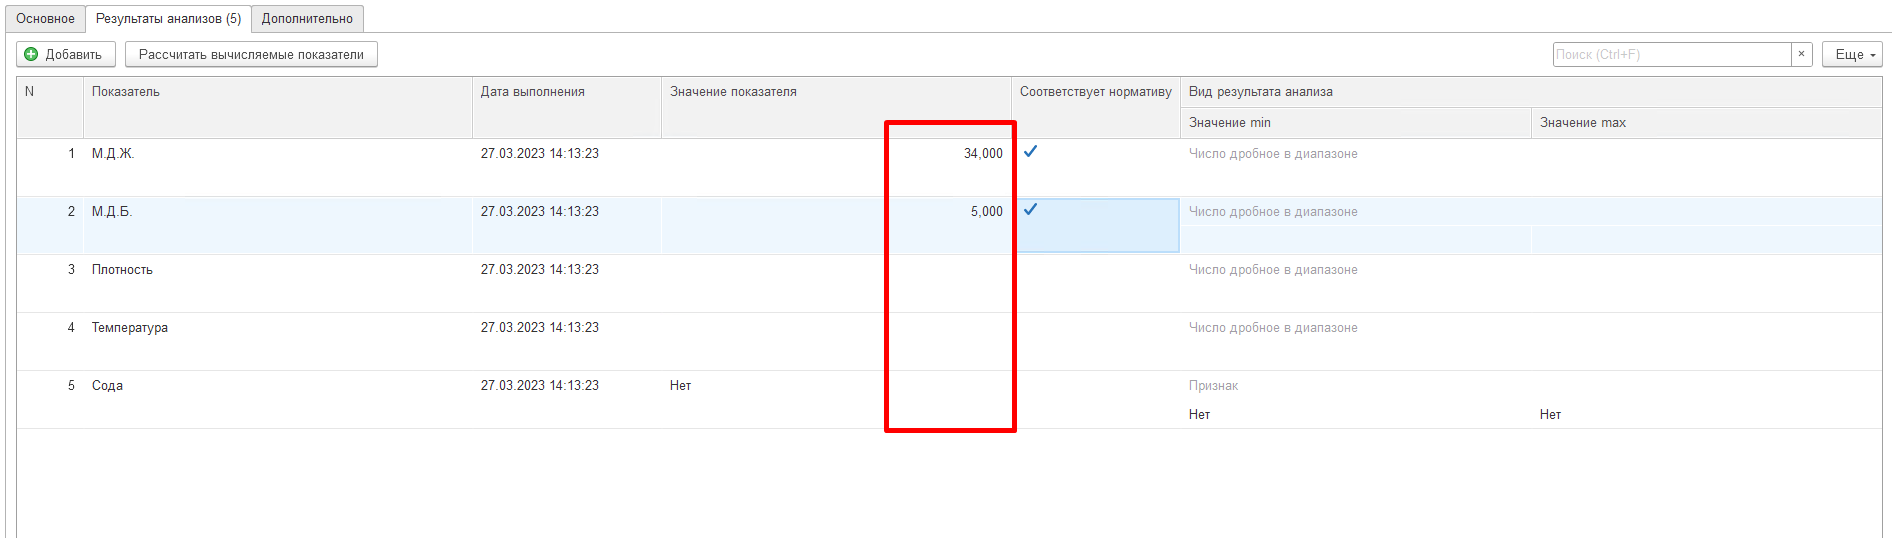 Основное Результаты анализов (5) Дополнительно
Добавить Рассчитать вычисляемые показатели Поиск (Ctrl+F) × Еще
N Показатель Дата выполнения Значение показателя Соответствует нормативу Вид результата анализа
Значение min Значение max
1 М.Д.Ж. 27.03.2023 14:13:23 34,000 Число дробное в диапазоне
2 М.Д.Б. 27.03.2023 14:13:23 5,000 Число дробное в диапазоне
3 Плотность 27.03.2023 14:13:23 Число дробное в диапазоне
4 Температура 27.03.2023 14:13:23 Число дробное в диапазоне
5 Сода 27.03.2023 14:13:23 Нет Признак
Нет Нет